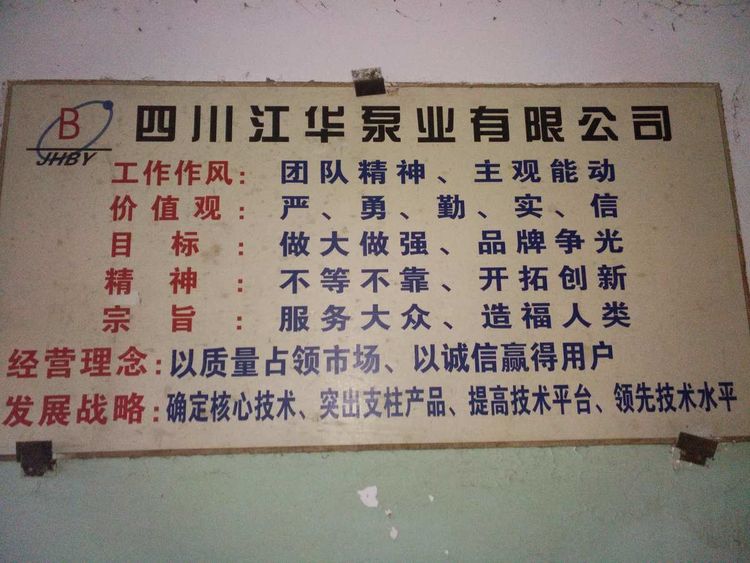 B
JHBY
四川江华泵业有限公司
工作作风：团队精神、主观能动
价值观：严、勇、勤、实、信
目标：做大做强、品牌争光
精神：不等不靠、开拓创新
宗旨：服务大众、造福人类
经营理念：以质量占领市场、以诚信赢得用户
发展战略：确定核心技术、突出支柱产品、提高技术平台、领先技术水平